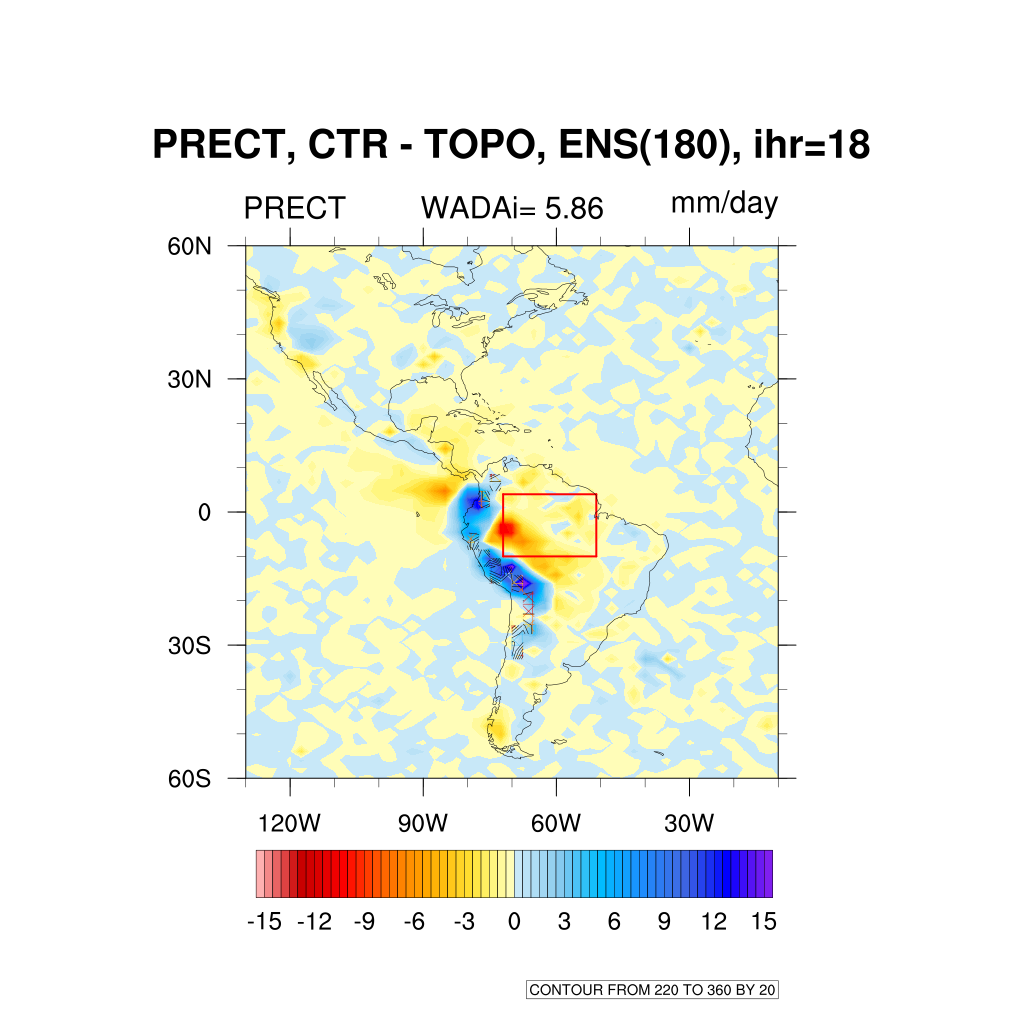 PRECT, CTR - TOPO, ENS(180), ihr=18
PRECT WADAi= 5.86 mm/day
60N
30N
0
30S
60S
120W 90W 60W 30W
-15 -12 -9 -6 -3 0 3 6 9 12 15
CONTOUR FROM 220 TO 360 BY 20